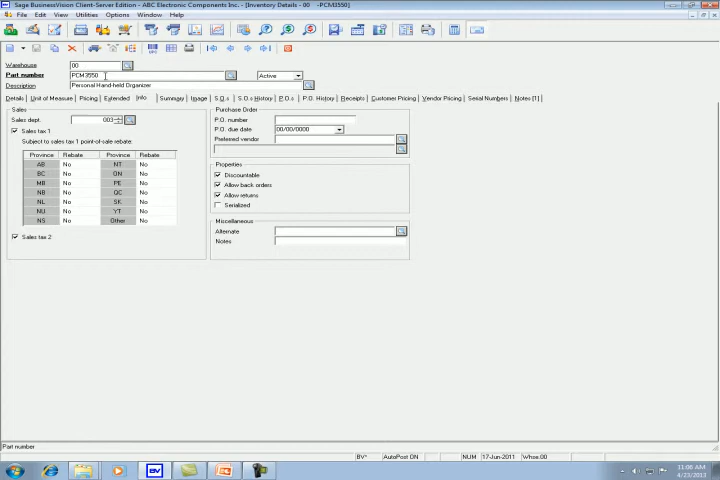 Sage BusinessVision Client-Server Edition - ABC Electronic Components Inc. - [Inventory Details - 00 -PCM3550]
File Edit View Utilities Options Window Help
Warehouse 00
Part number PCM3550 Active
Description Personal Hand-held Organizer
Details Unit of Measure Pricing Extended Info Summary Image S.O.s S.O.s History P.O.s P.O. History Receipts Customer Pricing Vendor Pricing Serial Numbers Notes [1]
Sales
Sales dept. 003
Sales tax 1
Subject to sales tax 1 point-of-sale rebate.
Province Rebate Province Rebate
AB No NT No
BC No ON No
MB No PE No
NB No QC No
NL No SK No
NU No YT No
NS No Other No
Sales tax 2
Purchase Order
P.O. number
P.O. due date 00/00/0000
Preferred vendor
Properties
Discountable
Allow back orders
Allow returns
Serialized
Miscellaneous
Alternate
Notes
Part number
BV* AutoPost ON NUM 17-Jun-2011 Whse:00
BV
11:06 AM
4/23/2013